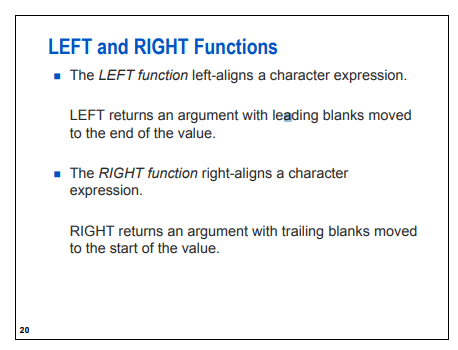 LEFT and RIGHT Functions
The LEFT function left-aligns a character expression.
LEFT returns an argument with leading blanks moved
to the end of the value.
The RIGHT function right-aligns a character
expression.
RIGHT returns an argument with trailing blanks moved
to the start of the value.
20